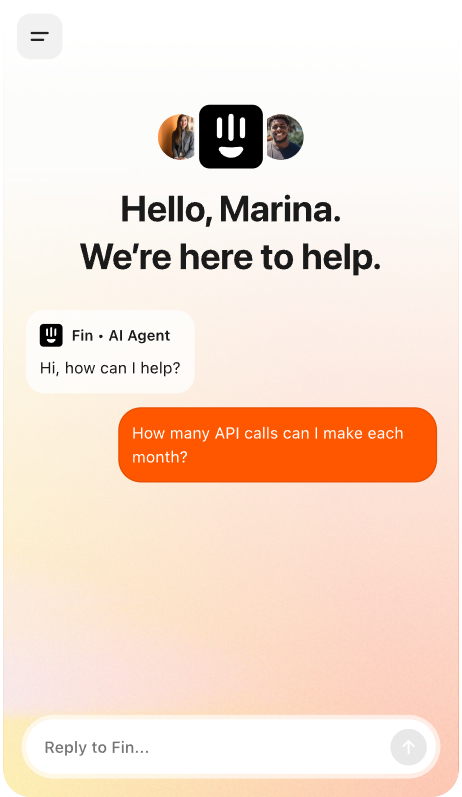 Hello, Marina.
We’re here to help.
Fin • AI Agent
Hi, how can I help?
How many API calls can I make each
month?
Reply to Fin...